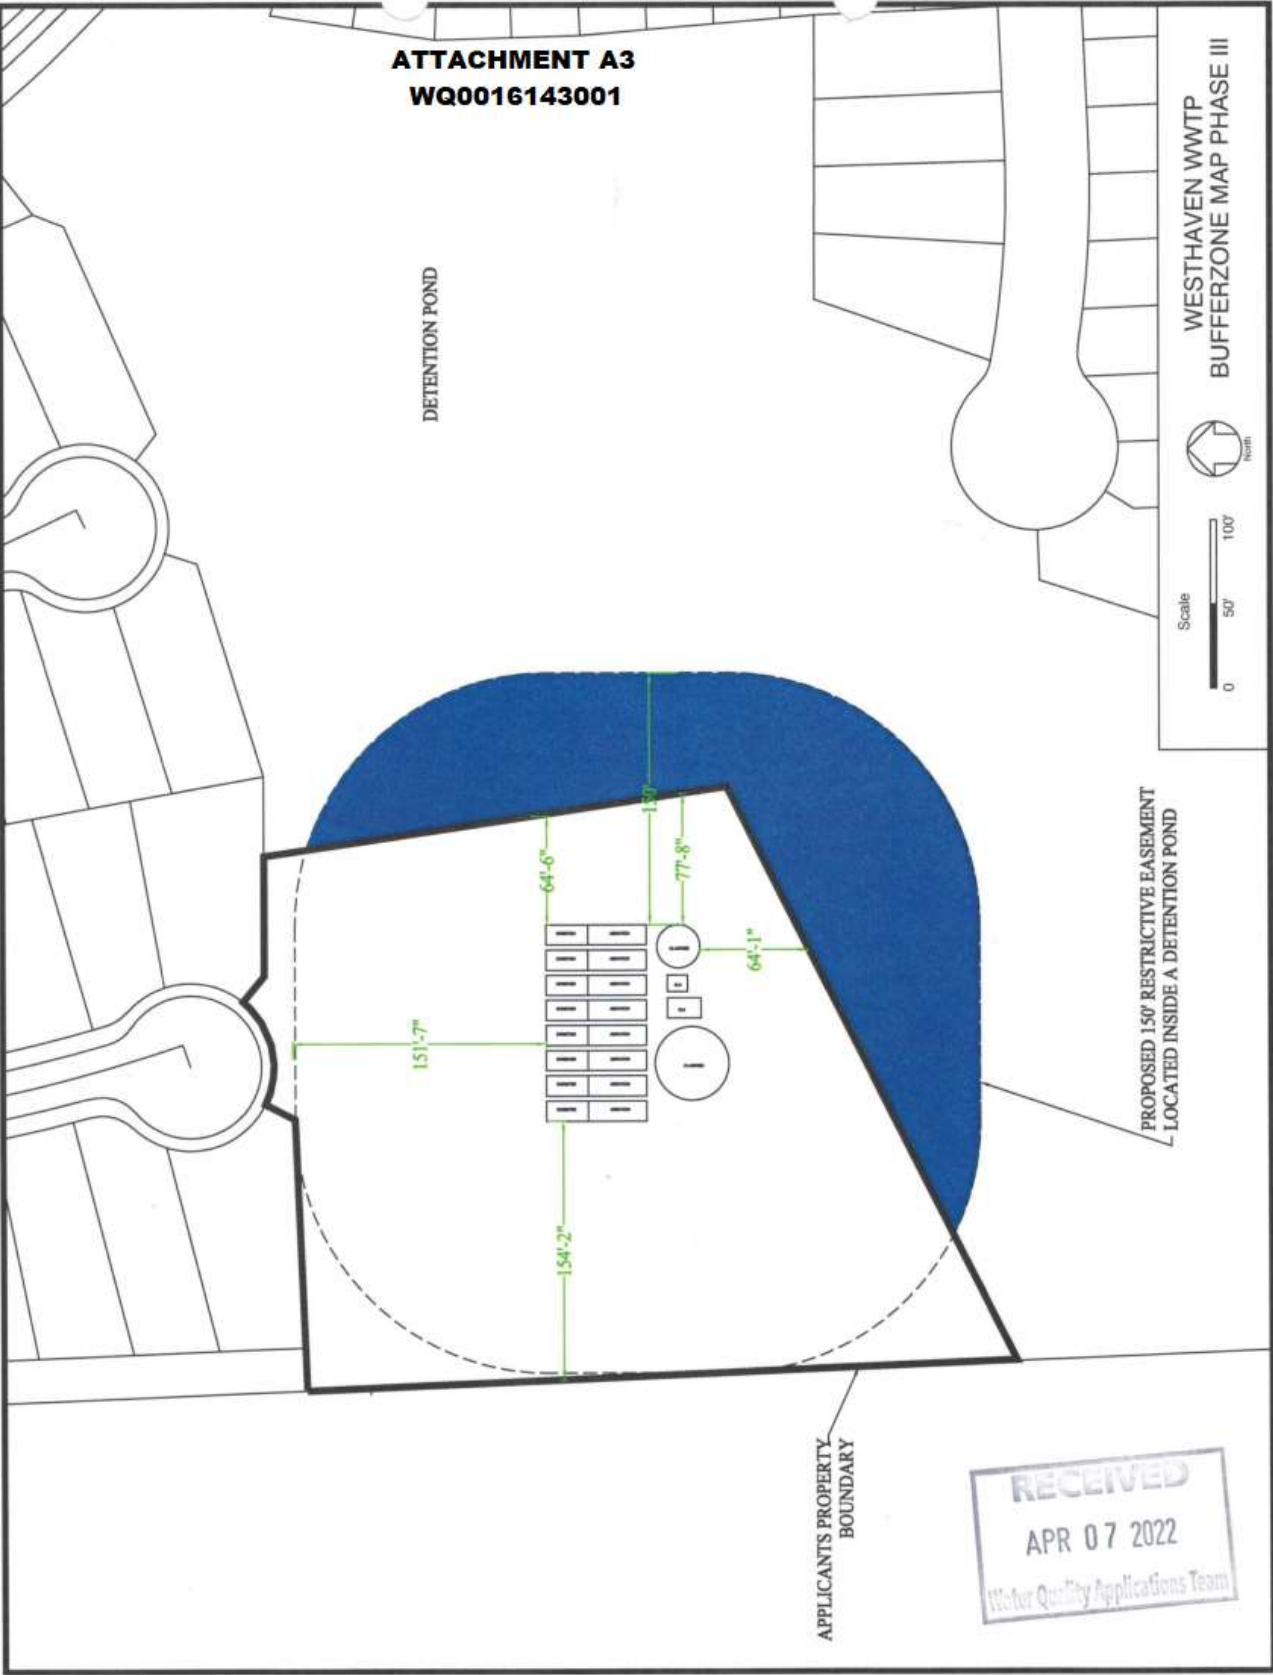 ATTACHMENT A3
WQ0016143001
WESTHAVEN WWTP
BUFFERZONE MAP PHASE III
DETENTION POND
North
Scale
0 50' 100'
150'
64'-6"
77'-8"
64'-1"
151'-7"
154'-2"
PROPOSED 150' RESTRICTIVE EASEMENT
LOCATED INSIDE A DETENTION POND
APPLICANTS PROPERTY
BOUNDARY
RECEIVED
APR 07 2022
Water Quality Applications Team